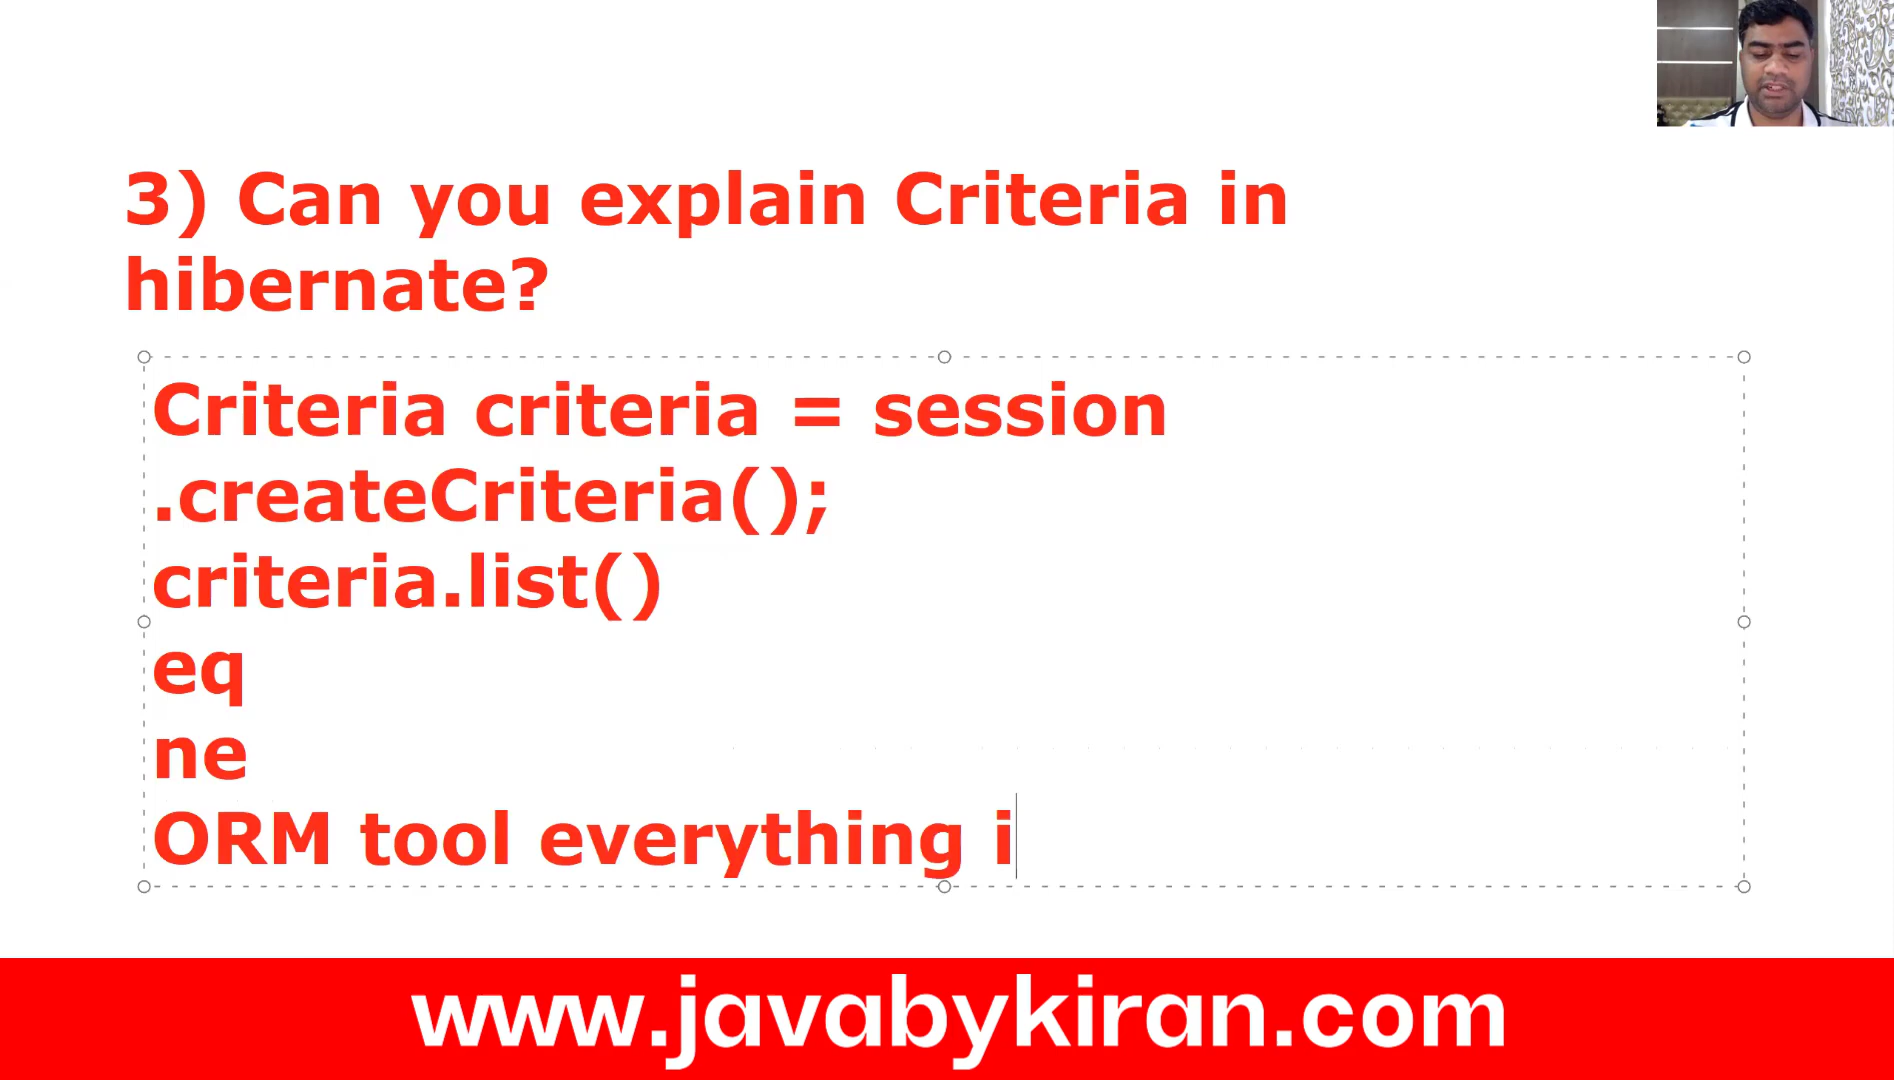 3) Can you explain Criteria in
hibernate?
Criteria criteria = session
.createCriteria();
criteria.list()
eq
ne
ORM tool everything i
www.javabykiran.com